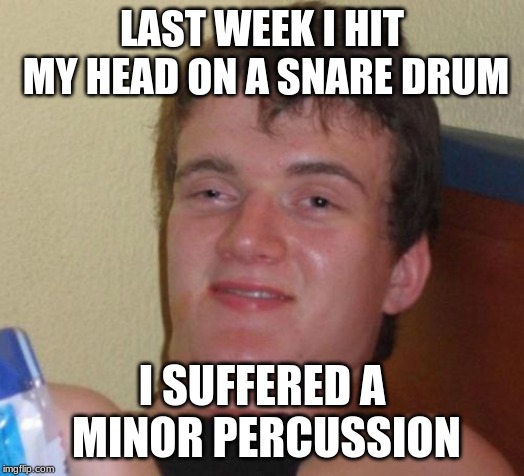 LAST WEEK I HIT
MY HEAD ON A SNARE DRUM
I SUFFERED A
MINOR PERCUSSION
imgflip.com